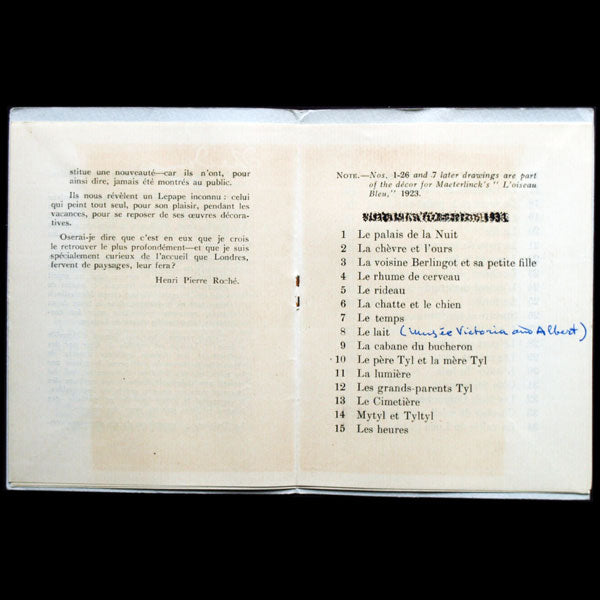 stitue une nouveauté—car ils n'ont, pour
ainsi dire, jamais été montrés au public.
Ils nous révêlent un Lepape inconnu : celui
qui peint tout seul, pour son plaisir, pendant les
vacances, pour se reposer de ses œuvres décora-
tives.
Oserai-je dire que c'est en eux que je crois
le retrouver le plus profondément—et que je suis
spécialement curieux de l'accueil que Londres,
fervent de paysages, leur fera?
Henri Pierre Roché.
NOTE.—Nos. 1-26 and 7 later drawings are part
of the décor for Maeterlinck's " L'oiseau
Bleu," 1923.
1 Le palais de la Nuit
2 La chèvre et l'ours
3 La voisine Berlingot et sa petite fille
4 Le rhume de cerveau
5 Le rideau
6 La chatte et le chien
7 Le temps
8 Le lait (musée Victoria and Albert)
9 La cabane du bucheron
10 Le père Tyl et la mère Tyl
11 La lumière
12 Les grands-parents Tyl
13 Le Cimetière
14 Mytyl et Tyltyl
15 Les heures